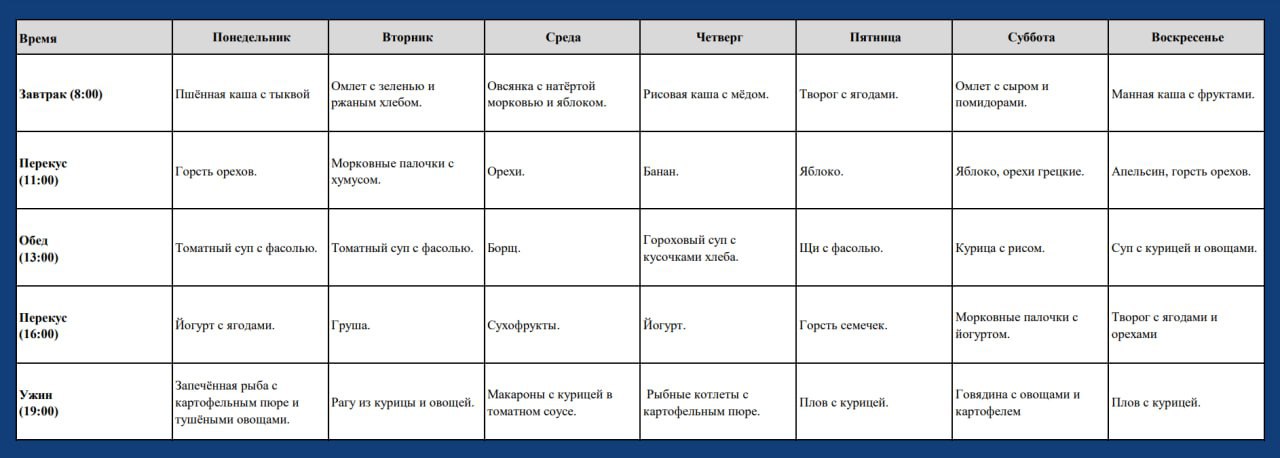 Время Понедельник Вторник Среда Четверг Пятница Суббота Воскресенье
Завтрак (8:00)
Пшённая каша с тыквой
Омлет с зеленью и
ржаным хлебом.
Овсянка с натёртой
морковью и яблоком.
Рисовая каша с мёдом.
Творог с ягодами.
Омлет с сыром и
помидорами.
Манная каша с фруктами.
Перекус
(11:00)
Горсть орехов.
Морковные палочки с
хумусом.
Орехи.
Банан.
Яблоко.
Яблоко, орехи грецкие.
Апельсин, горсть орехов.
Обед
(13:00)
Томатный суп с фасолью.
Томатный суп с фасолью.
Борщ.
Гороховый суп с
кусочками хлеба.
Щи с фасолью.
Курица с рисом.
Суп с курицей и овощами.
Перекус
(16:00)
Йогурт с ягодами.
Груша.
Сухофрукты.
Йогурт.
Горсть семечек.
Морковные палочки с
йогуртом.
Творог с ягодами и
орехами
Ужин
(19:00)
Запечённая рыба с
картофельным пюре и
тушёными овощами.
Рагу из курицы и овощей.
Макароны с курицей в
томатном соусе.
Рыбные котлеты с
картофельным пюре.
Плов с курицей.
Говядина с овощами и
картофелем
Плов с курицей.